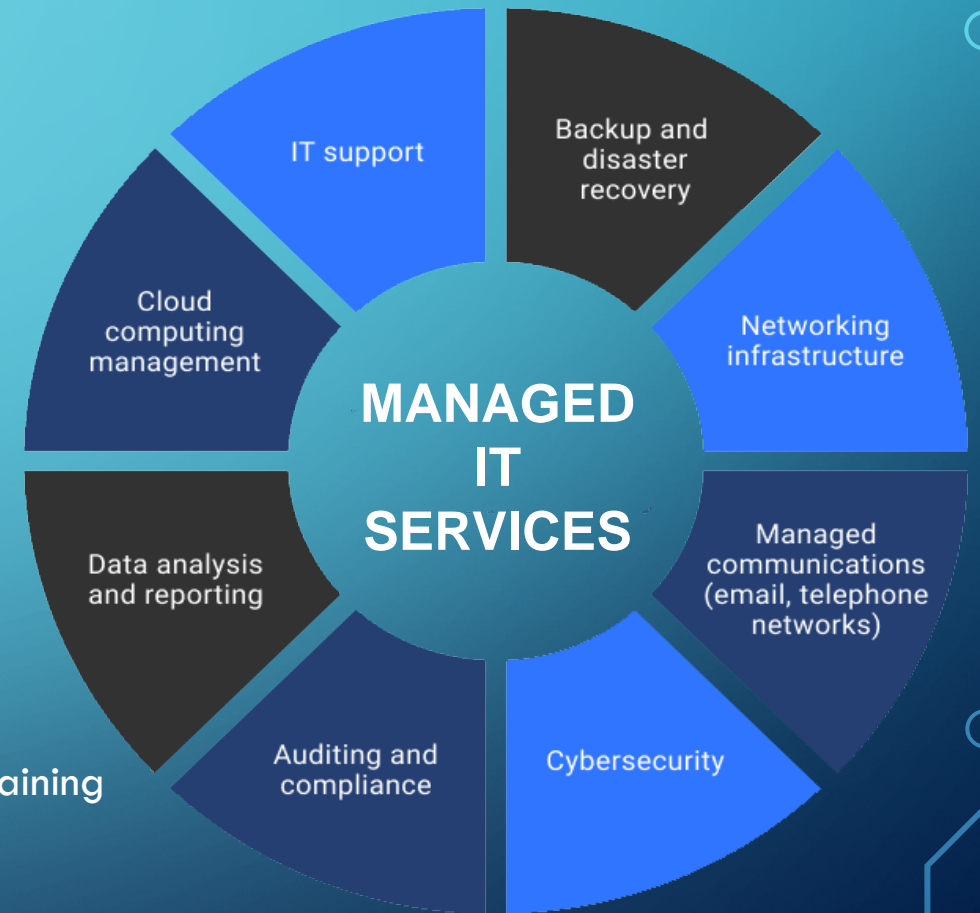 IT support
Backup and
disaster
recovery
Cloud
computing
management
Networking
infrastructure
MANAGED
IT
SERVICES
Data analysis
and reporting
Managed
communications
(email, telephone
networks)
Auditing and
compliance
Cybersecurity
aining